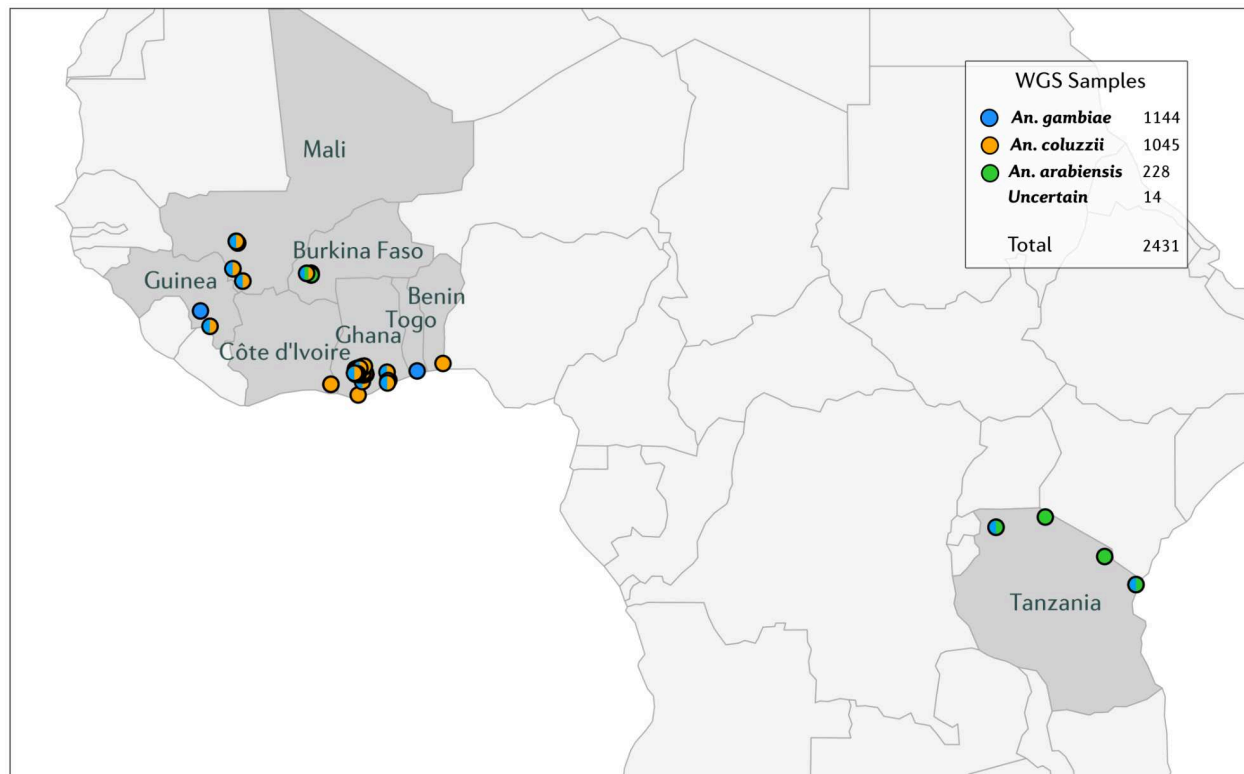 WGS Samples
An. gambiae 1144
An. coluzzii 1045
An. arabiensis 228
Uncertain 14
Total 2431
Mali
Burkina Faso
Guinea
Benin
Togo
Ghana
Côte d'Ivoire
Tanzania